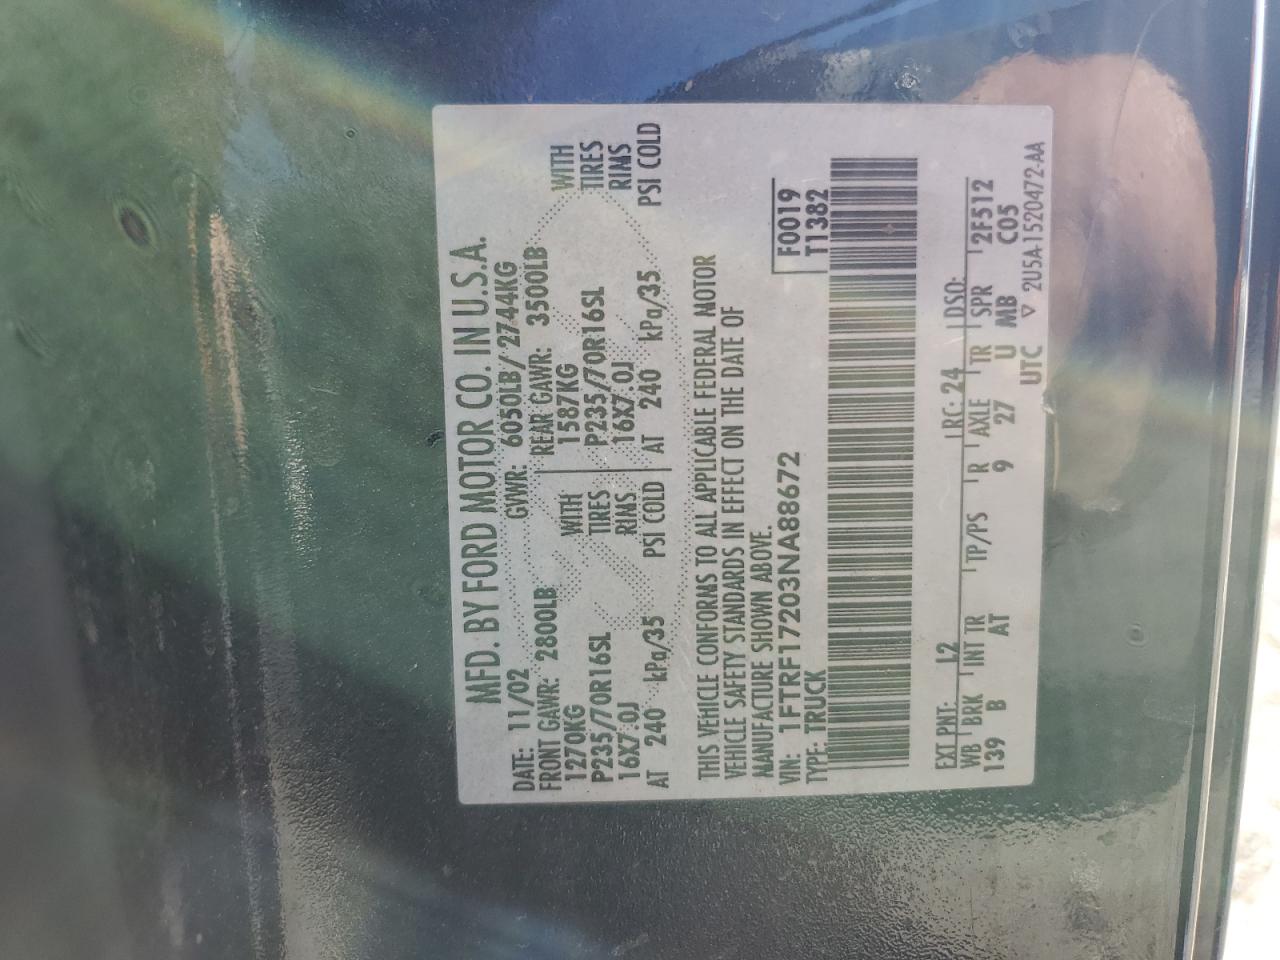 MFD. BY FORD MOTOR CO. IN U.S.A.
DATE: 11/02 GVWR: 6050LB/ 2744KG
FRONT GAWR: 2800LB REAR GAWR: 3500LB
1270KG WITH 1587KG WITH
P235/70R16SL TIRES P235/70R16SL TIRES
16X7.0J RIMS 16X7.0J RIMS
AT 240 kPa/35 PSI COLD AT 240 kPa/35 PSI COLD
THIS VEHICLE CONFORMS TO ALL APPLICABLE FEDERAL MOTOR
VEHICLE SAFETY STANDARDS IN EFFECT ON THE DATE OF
MANUFACTURE SHOWN ABOVE.
VIN: 1FTRF17203NA88672 F0019
TYPE: TRUCK T1382
EXT PNT: L2 RC: 24 DSO:
WB BRK INT TR TP/PS R AXLE TR SPR 2F512
139 B AT 9 27 U MB C05
UTC ▽ 2U5A-1520472-AA